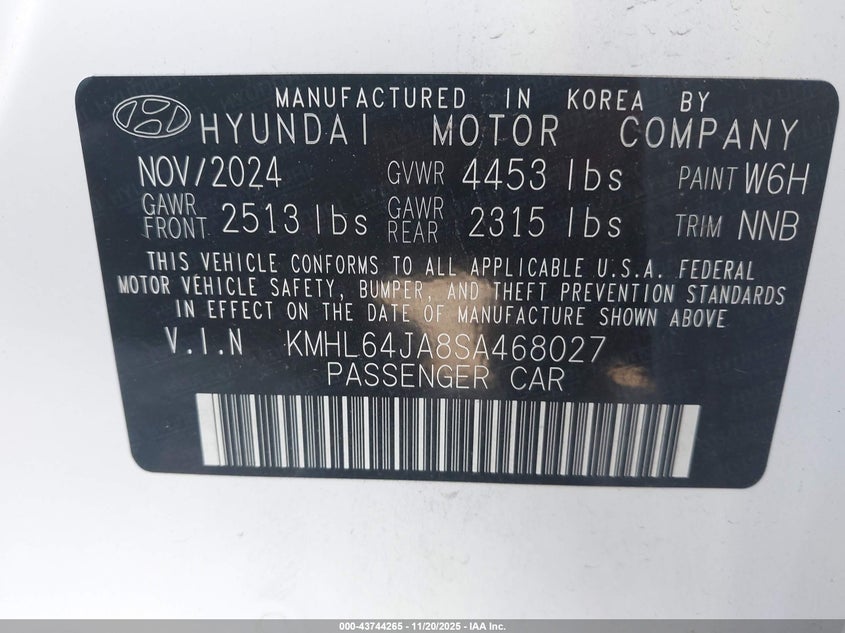 MANUFACTURED IN KOREA BY
HYUNDAI MOTOR COMPANY
NOV/2024 GVWR 4453 lbs PAINT W6H
GAWR FRONT 2513 lbs GAWR REAR 2315 lbs TRIM NNB
THIS VEHICLE CONFORMS TO ALL APPLICABLE U.S.A. FEDERAL
MOTOR VEHICLE SAFETY, BUMPER, AND THEFT PREVENTION STANDARDS
IN EFFECT ON THE DATE OF MANUFACTURE SHOWN ABOVE
V.I.N KMHL64JA8SA468027
PASSENGER CAR
000-43744265 - 11/20/2025 - IAA Inc.